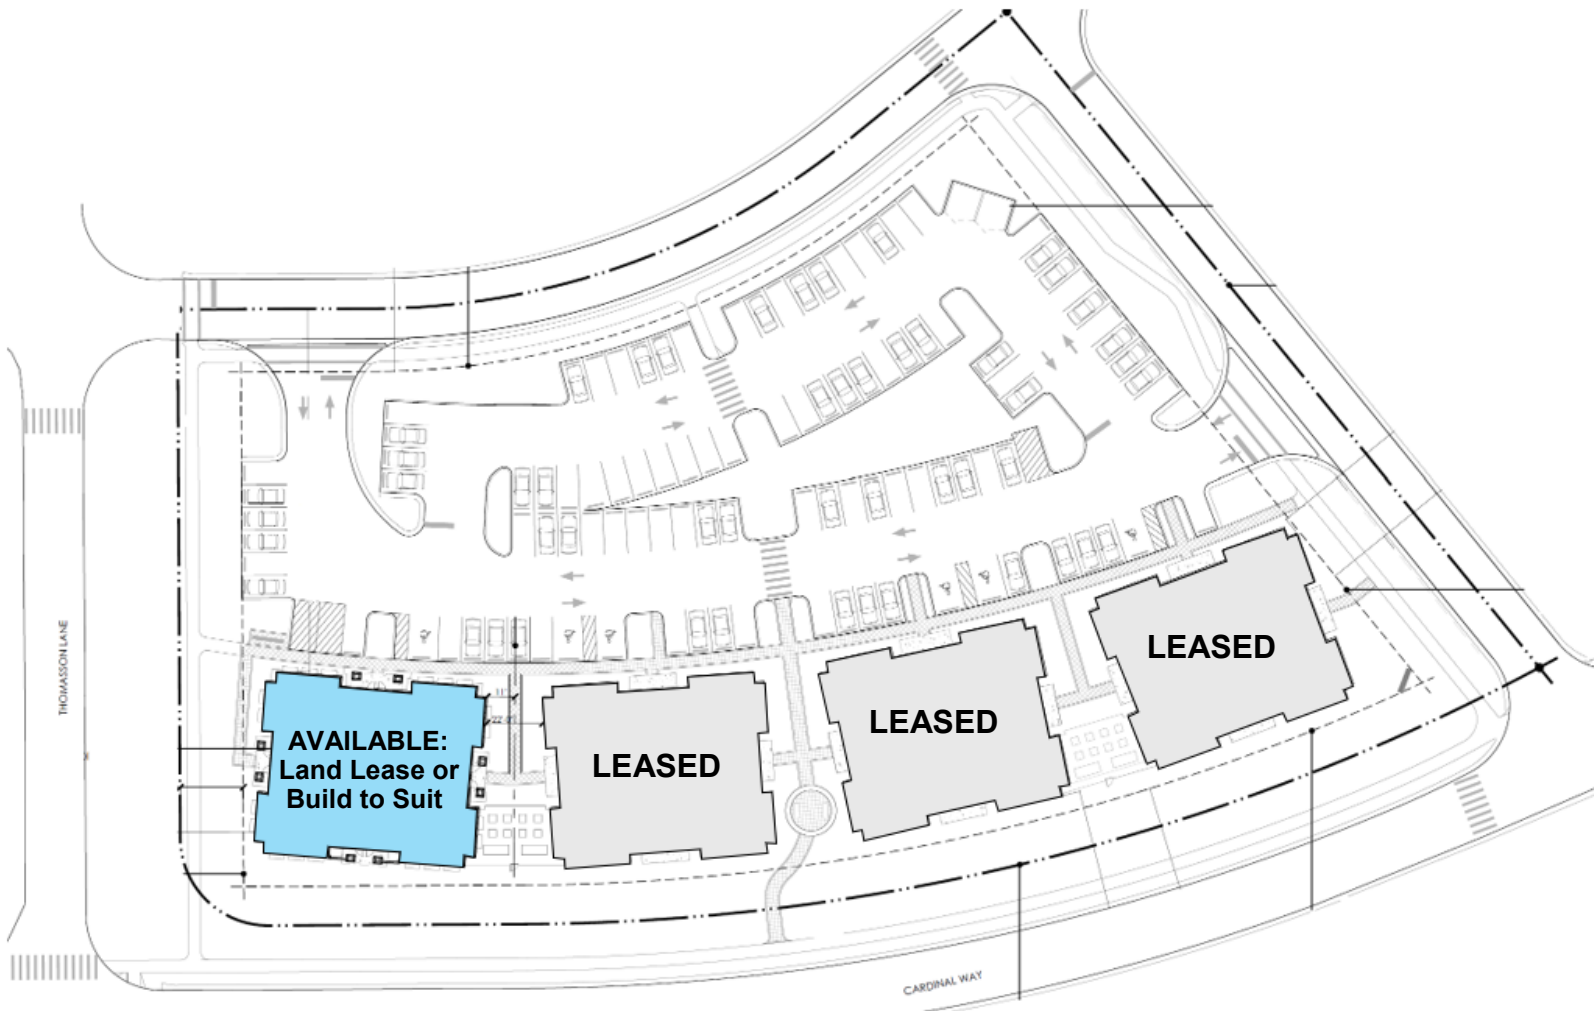 LEASED
LEASED
AVAILABLE:
Land Lease or
Build to Suit
LEASED
THOMASSON LANE
CARDINAL WAY